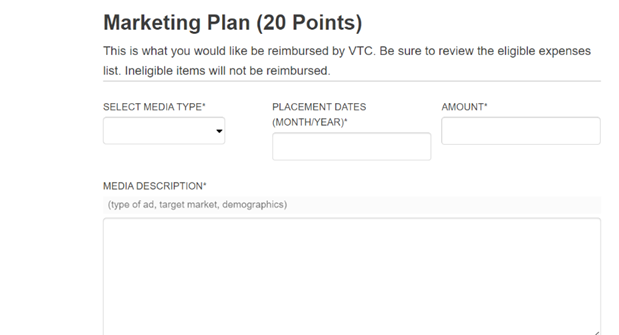 Marketing Plan (20 Points)
This is what you would like be reimbursed by VTC. Be sure to review the eligible expenses
list. Ineligible items will not be reimbursed.
SELECT MEDIA TYPE*
PLACEMENT DATES
(MONTH/YEAR)*
AMOUNT*
MEDIA DESCRIPTION*
(type of ad, target market, demographics)